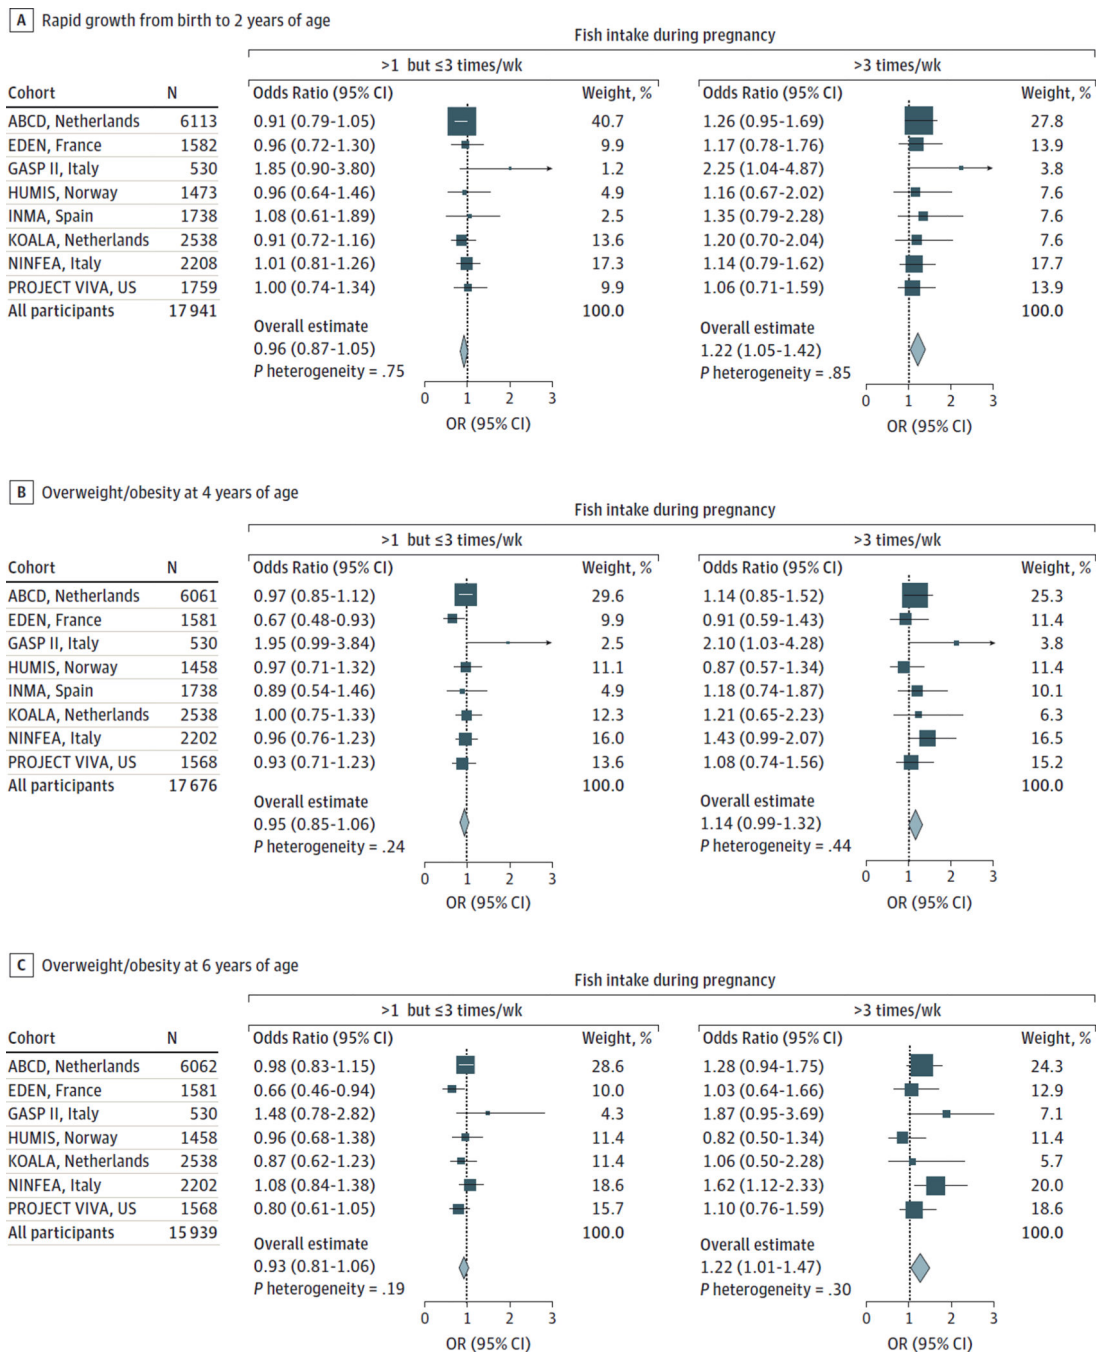 A Rapid growth from birth to 2 years of age
Fish intake during pregnancy
>1 but ≤3 times/wk >3 times/wk
Cohort N Odds Ratio (95% CI) Weight, % Odds Ratio (95% CI) Weight, %
ABCD, Netherlands 6113 0.91 (0.79-1.05) 40.7 1.26 (0.95-1.69) 27.8
EDEN, France 1582 0.96 (0.72-1.30) 9.9 1.17 (0.78-1.76) 13.9
GASP II, Italy 530 1.85 (0.90-3.80) 1.2 2.25 (1.04-4.87) 3.8
HUMIS, Norway 1473 0.96 (0.64-1.46) 4.9 1.16 (0.67-2.02) 7.6
INMA, Spain 1738 1.08 (0.61-1.89) 2.5 1.35 (0.79-2.28) 7.6
KOALA, Netherlands 2538 0.91 (0.72-1.16) 13.6 1.20 (0.70-2.04) 7.6
NINFEA, Italy 2208 1.01 (0.81-1.26) 17.3 1.14 (0.79-1.62) 17.7
PROJECT VIVA, US 1759 1.00 (0.74-1.34) 9.9 1.06 (0.71-1.59) 13.9
All participants 17 941 100.0 100.0
Overall estimate Overall estimate
0.96 (0.87-1.05) 1.22 (1.05-1.42)
P heterogeneity = .75 P heterogeneity = .85
0 1 2 3 0 1 2 3
OR (95% CI) OR (95% CI)
B Overweight/obesity at 4 years of age
Fish intake during pregnancy
>1 but ≤3 times/wk >3 times/wk
Cohort N Odds Ratio (95% CI) Weight, % Odds Ratio (95% CI) Weight, %
ABCD, Netherlands 6061 0.97 (0.85-1.12) 29.6 1.14 (0.85-1.52) 25.3
EDEN, France 1581 0.67 (0.48-0.93) 9.9 0.91 (0.59-1.43) 11.4
GASP II, Italy 530 1.95 (0.99-3.84) 2.5 2.10 (1.03-4.28) 3.8
HUMIS, Norway 1458 0.97 (0.71-1.32) 11.1 0.87 (0.57-1.34) 11.4
INMA, Spain 1738 0.89 (0.54-1.46) 4.9 1.18 (0.74-1.87) 10.1
KOALA, Netherlands 2538 1.00 (0.75-1.33) 12.3 1.21 (0.65-2.23) 6.3
NINFEA, Italy 2202 0.96 (0.76-1.23) 16.0 1.43 (0.99-2.07) 16.5
PROJECT VIVA, US 1568 0.93 (0.71-1.23) 13.6 1.08 (0.74-1.56) 15.2
All participants 17 676 100.0 100.0
Overall estimate Overall estimate
0.95 (0.85-1.06) 1.14 (0.99-1.32)
P heterogeneity = .24 P heterogeneity = .44
0 1 2 3 0 1 2 3
OR (95% CI) OR (95% CI)
C Overweight/obesity at 6 years of age
Fish intake during pregnancy
>1 but ≤3 times/wk >3 times/wk
Cohort N Odds Ratio (95% CI) Weight, % Odds Ratio (95% CI) Weight, %
ABCD, Netherlands 6062 0.98 (0.83-1.15) 28.6 1.28 (0.94-1.75) 24.3
EDEN, France 1581 0.66 (0.46-0.94) 10.0 1.03 (0.64-1.66) 12.9
GASP II, Italy 530 1.48 (0.78-2.82) 4.3 1.87 (0.95-3.69) 7.1
HUMIS, Norway 1458 0.96 (0.68-1.38) 11.4 0.82 (0.50-1.34) 11.4
KOALA, Netherlands 2538 0.87 (0.62-1.23) 11.4 1.06 (0.50-2.28) 5.7
NINFEA, Italy 2202 1.08 (0.84-1.38) 18.6 1.62 (1.12-2.33) 20.0
PROJECT VIVA, US 1568 0.80 (0.61-1.05) 15.7 1.10 (0.76-1.59) 18.6
All participants 15 939 100.0 100.0
Overall estimate Overall estimate
0.93 (0.81-1.06) 1.22 (1.01-1.47)
P heterogeneity = .19 P heterogeneity = .30
0 1 2 3 0 1 2 3
OR (95% CI) OR (95% CI)